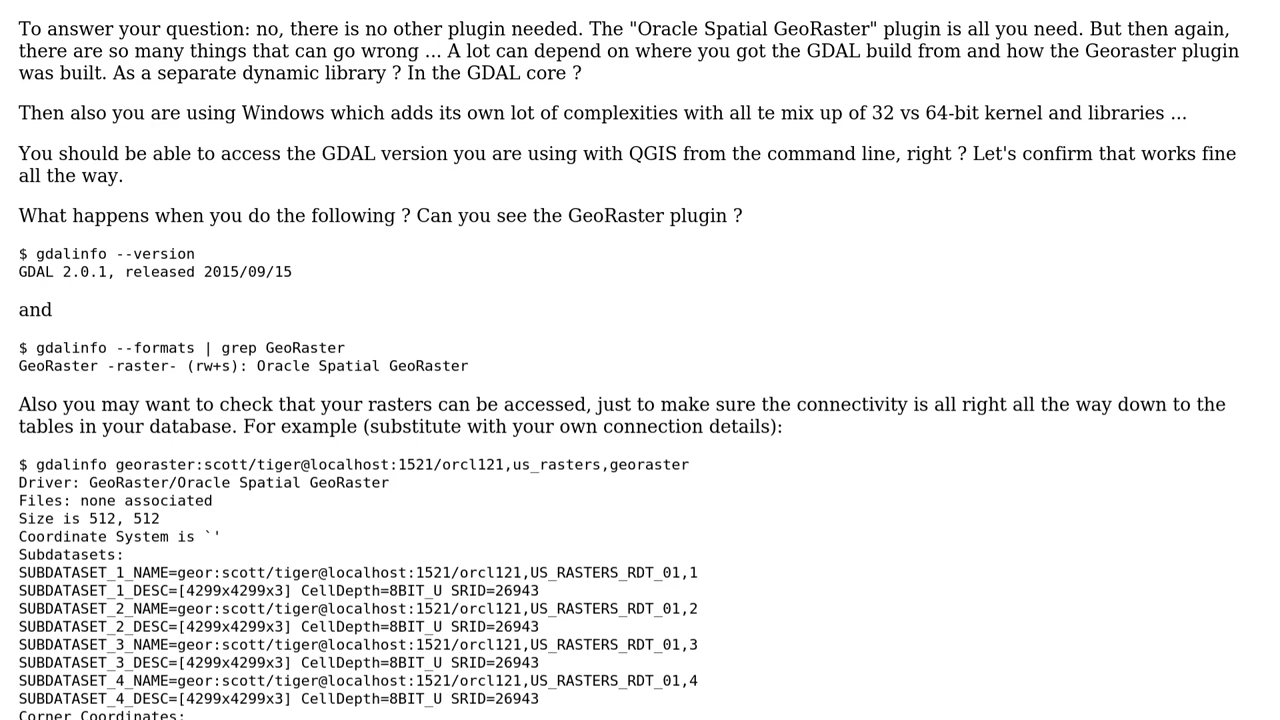 To answer your question: no, there is no other plugin needed. The "Oracle Spatial GeoRaster" plugin is all you need. But then again,
there are so many things that can go wrong ... A lot can depend on where you got the GDAL build from and how the Georaster plugin
was built. As a separate dynamic library ? In the GDAL core ?
Then also you are using Windows which adds its own lot of complexities with all te mix up of 32 vs 64-bit kernel and libraries ...
You should be able to access the GDAL version you are using with QGIS from the command line, right ? Let's confirm that works fine
all the way.
What happens when you do the following ? Can you see the GeoRaster plugin ?
$ gdalinfo --version
GDAL 2.0.1, released 2015/09/15
and
$ gdalinfo --formats | grep GeoRaster
GeoRaster -raster- (rw+s): Oracle Spatial GeoRaster
Also you may want to check that your rasters can be accessed, just to make sure the connectivity is all right all the way down to the
tables in your database. For example (substitute with your own connection details):
$ gdalinfo georaster:scott/tiger@localhost:1521/orcl121,us_rasters,georaster
Driver: GeoRaster/Oracle Spatial GeoRaster
Files: none associated
Size is 512, 512
Coordinate System is `'
Subdatasets:
SUBDATASET_1_NAME=geor:scott/tiger@localhost:1521/orcl121,US_RASTERS_RDT_01,1
SUBDATASET_1_DESC=[4299x4299x3] CellDepth=8BIT_U SRID=26943
SUBDATASET_2_NAME=geor:scott/tiger@localhost:1521/orcl121,US_RASTERS_RDT_01,2
SUBDATASET_2_DESC=[4299x4299x3] CellDepth=8BIT_U SRID=26943
SUBDATASET_3_NAME=geor:scott/tiger@localhost:1521/orcl121,US_RASTERS_RDT_01,3
SUBDATASET_3_DESC=[4299x4299x3] CellDepth=8BIT_U SRID=26943
SUBDATASET_4_NAME=geor:scott/tiger@localhost:1521/orcl121,US_RASTERS_RDT_01,4
SUBDATASET_4_DESC=[4299x4299x3] CellDepth=8BIT_U SRID=26943
Corner Coordinates: